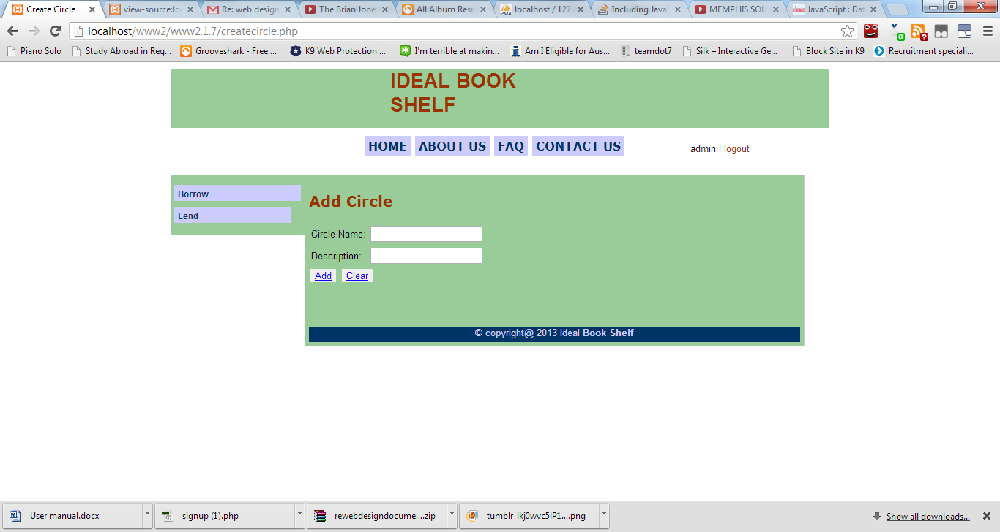 Create Circle
view-source:lo
Re: web design
The Brian Jone
All Album Resu
localhost / 127
Including JavaS
MEMPHIS SOU
JavaScript : Dat
localhost/www2/www2.1.7/createcircle.php
0
?
Piano Solo
Study Abroad in Reg...
Grooveshark - Free ...
K9 Web Protection ...
I'm terrible at makin...
Am I Eligible for Aus...
teamdot7
Silk – Interactive Ge...
Block Site in K9
Recruitment speciali...
IDEAL BOOK
SHELF
HOME ABOUT US FAQ CONTACT US
admin | logout
Borrow
Lend
Add Circle
Circle Name:
Description:
Add Clear
© copyright@ 2013 Ideal Book Shelf
User manual.docx
signup (1).php
rewebdesigndocume....zip
tumblr_lkj0wvc5lP1....png
Show all downloads...